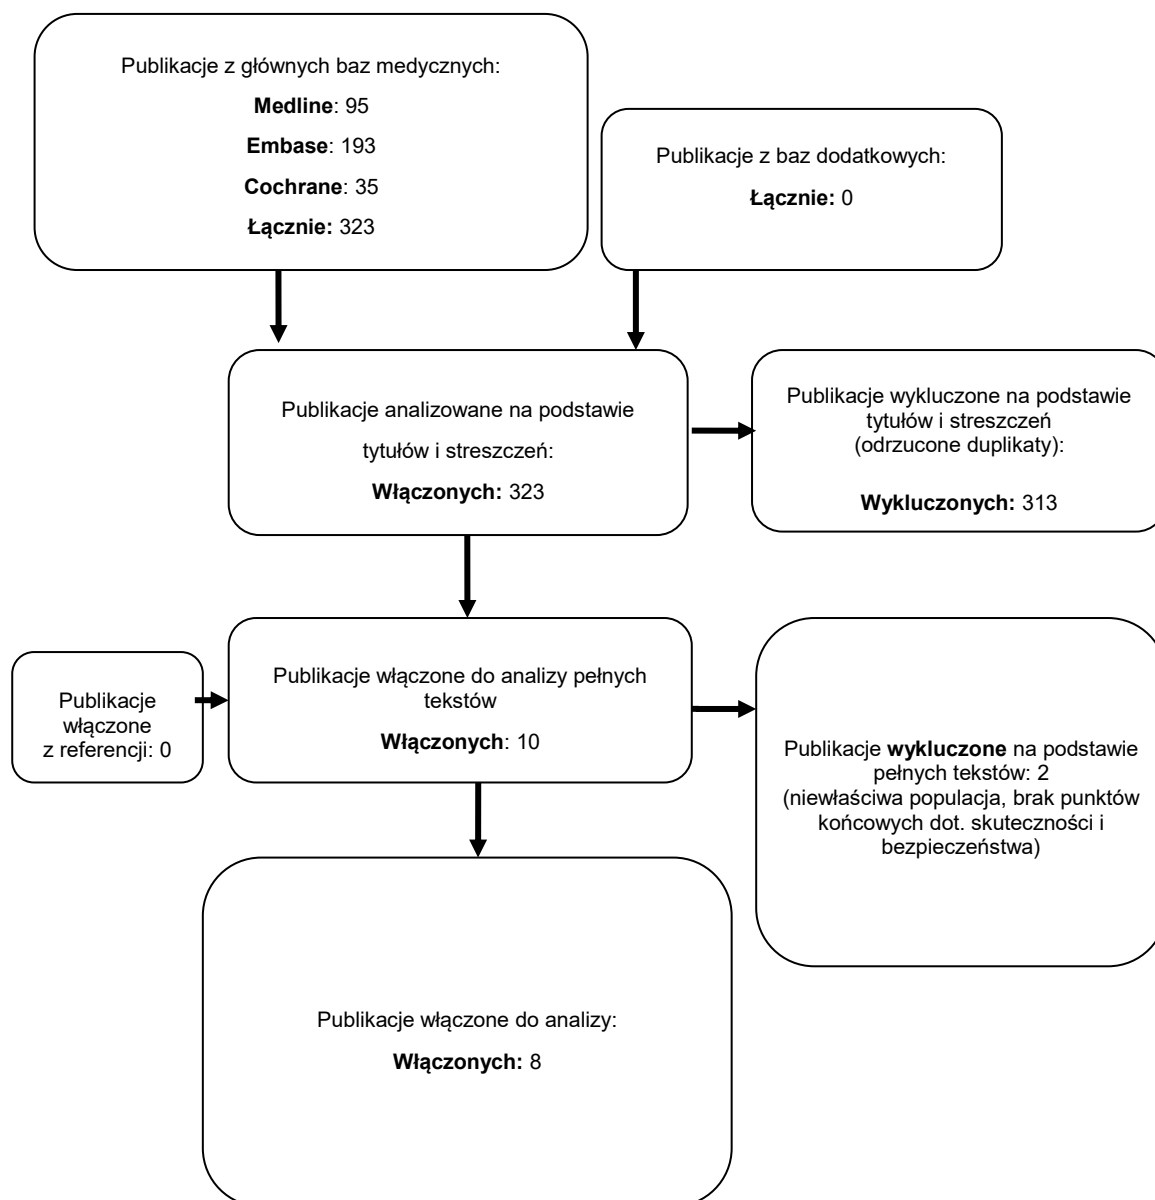 Publikacje z głównych baz medycznych:
Medline: 95
Embase: 193
Cochrane: 35
Łącznie: 323
Publikacje z baz dodatkowych:
Łącznie: 0
Publikacje analizowane na podstawie
tytułów i streszczeń:
Włączonych: 323
Publikacje wykluczone na podstawie
tytułów i streszczeń
(odrzucone duplikaty):
Wykluczonych: 313
Publikacje
włączone
z referencji: 0
Publikacje włączone do analizy pełnych
tekstów
Włączonych: 10
Publikacje wykluczone na podstawie
pełnych tekstów: 2
(niewłaściwa populacja, brak punktów
końcowych dot. skuteczności i
bezpieczeństwa)
Publikacje włączone do analizy:
Włączonych: 8